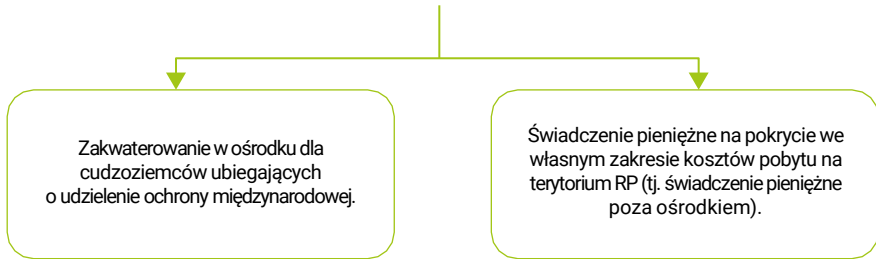 Zakwaterowanie w ośrodku dla
cudzoziemców ubiegających
o udzielenie ochrony międzynarodowej.
Świadczenie pieniężne na pokrycie we
własnym zakresie kosztów pobytu na
terytorium RP (tj. świadczenie pieniężne
poza ośrodkiem).